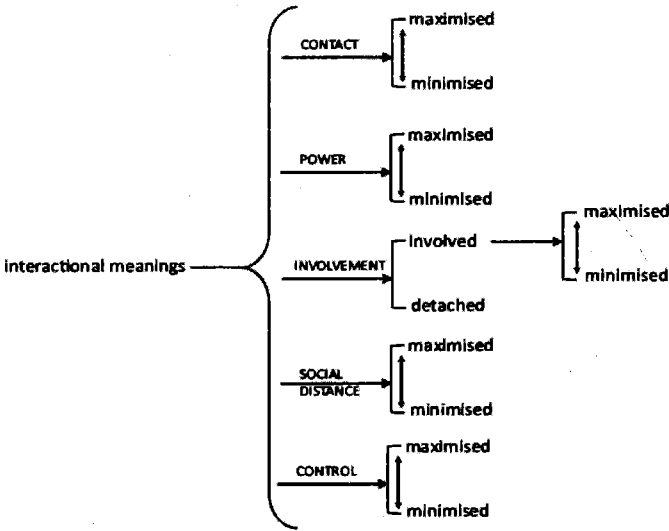 maximised
CONTACT
minimised
maximised
POWER
minimised
maximised
involved
interactional meanings
INVOLVEMENT
minimised
detached
maximised
SOCIAL
DISTANCE
minimised
maximised
CONTROL
minimised